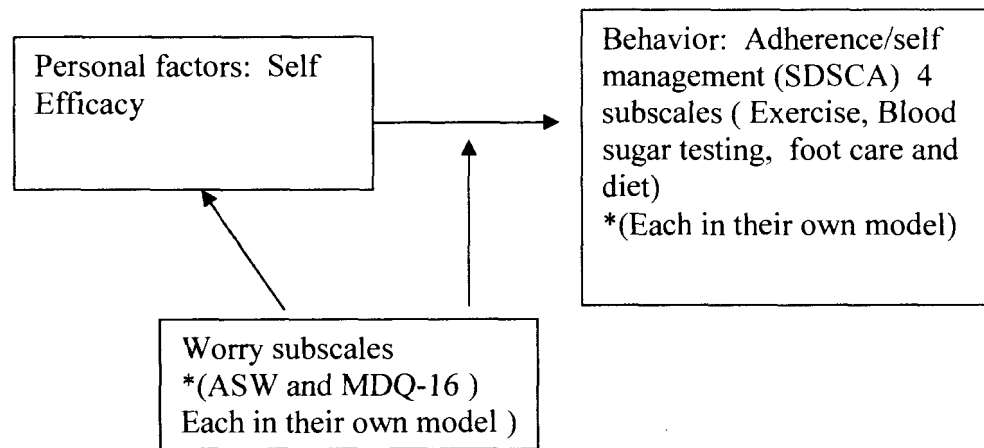 Personal factors: Self
Efficacy
Behavior: Adherence/self
management (SDSCA) 4
subscales ( Exercise, Blood
sugar testing, foot care and
diet)
*(Each in their own model)
Worry subscales
*(ASW and MDQ-16 )
Each in their own model )